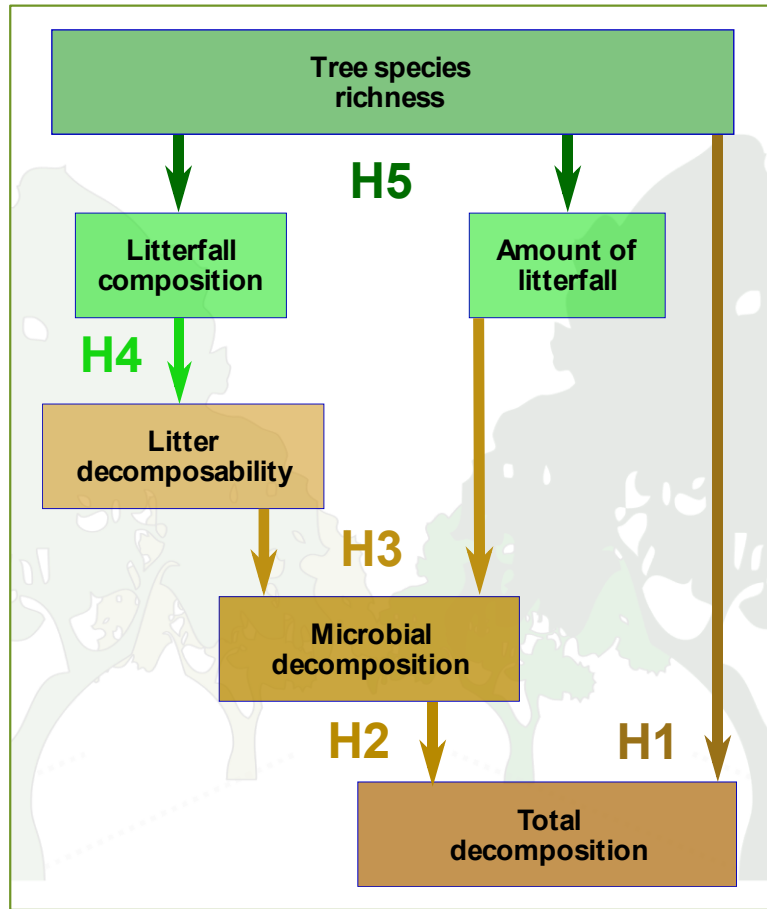 Tree species
richness
H5
Litterfall
composition
Amount of
litterfall
H4
Litter
decomposability
H3
Microbial
decomposition
H2
H1
Total
decomposition